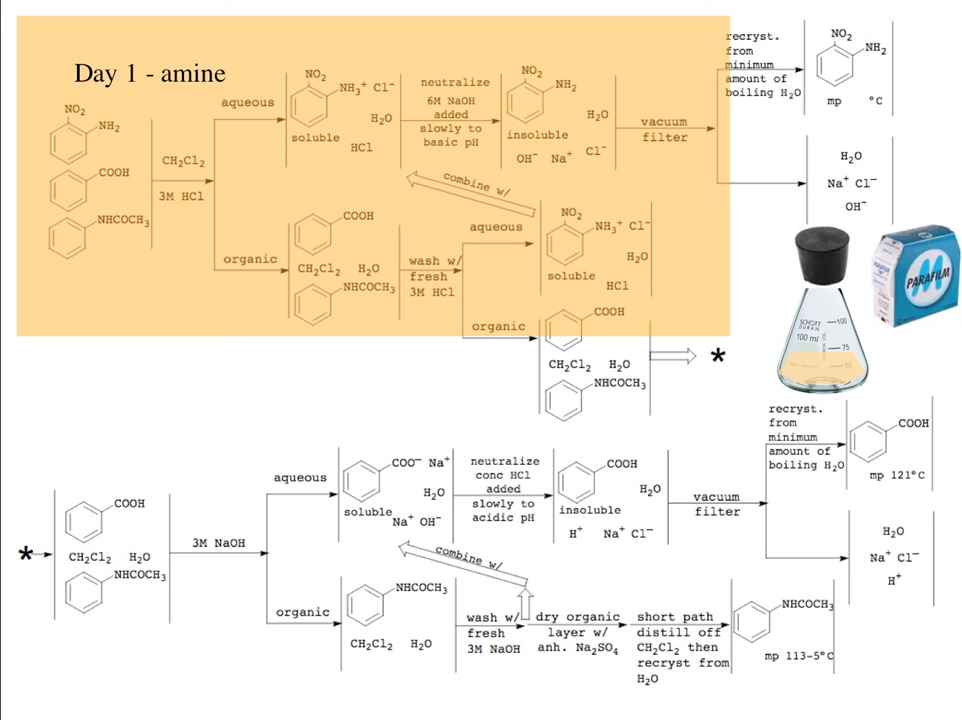 Day 1 - amine
NO2
NH2
COOH
NHCOCH3
CH2Cl2
3M HCl
aqueous
NO2
NH3+ Cl−
H2O
soluble
HCl
neutralize
6M NaOH
added
slowly to
basic pH
NO2
NH2
H2O
insoluble
OH− Na+ Cl−
vacuum
filter
recryst.
from
minimum
amount of
boiling H2O
NO2
NH2
mp °C
H2O
Na+ Cl−
OH−
organic
COOH
CH2Cl2 H2O
NHCOCH3
wash w/
fresh
3M HCl
combine w/
aqueous
NO2
NH3+ Cl−
H2O
soluble
HCl
organic
COOH
CH2Cl2 H2O
NHCOCH3
*
SCHOTT
DURAN
100 ml
100
75
50
PARAFILM
M
*
COOH
CH2Cl2 H2O
NHCOCH3
3M NaOH
aqueous
COO− Na+
H2O
soluble
Na+ OH−
neutralize
conc HCl
added
slowly to
acidic pH
COOH
H2O
insoluble
H+ Na+ Cl−
vacuum
filter
recryst.
from
minimum
amount of
boiling H2O
COOH
mp 121°C
H2O
Na+ Cl−
H+
combine w/
organic
NHCOCH3
CH2Cl2 H2O
wash w/
fresh
3M NaOH
dry organic
layer w/
anh. Na2SO4
short path
distill off
CH2Cl2 then
recryst from
H2O
NHCOCH3
mp 113-5°C